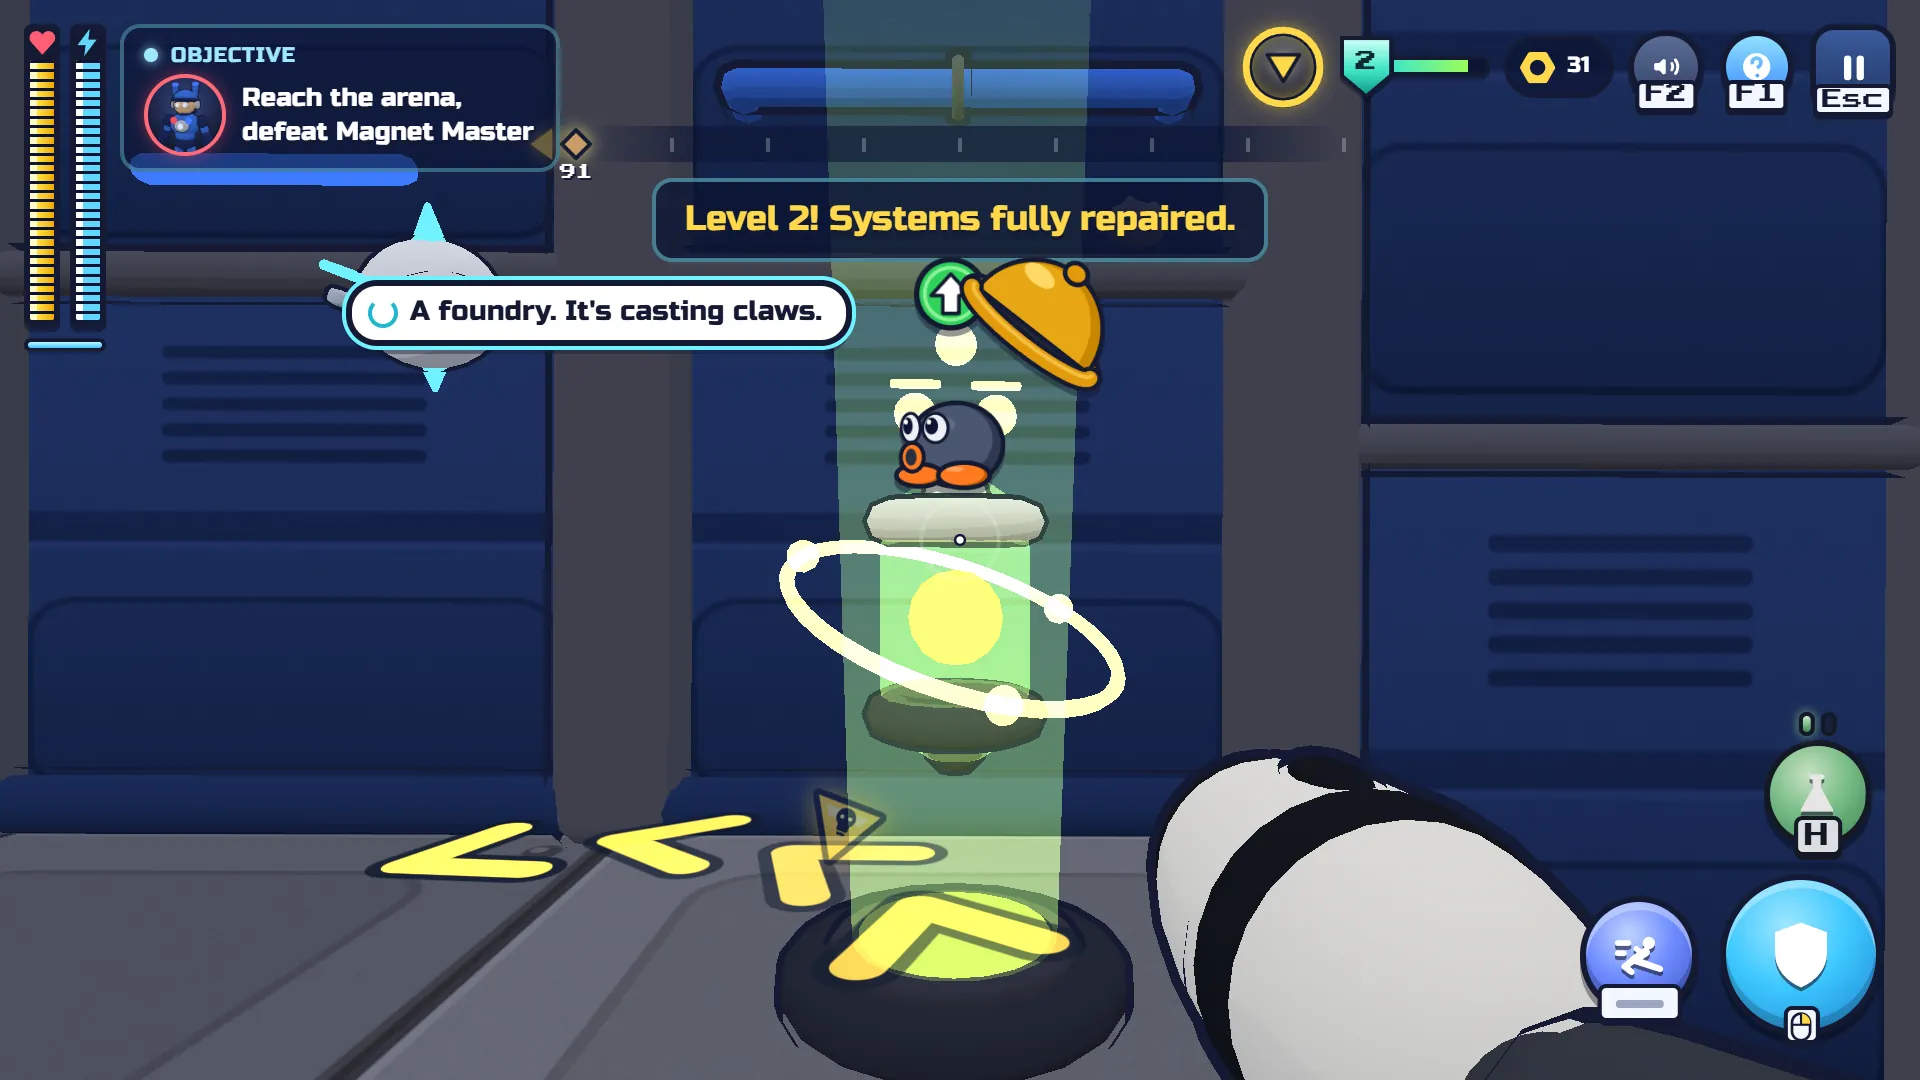 OBJECTIVE
Reach the arena,
defeat Magnet Master
91
2
31
F2
F1
Esc
Level 2! Systems fully repaired.
A foundry. It's casting claws.
H